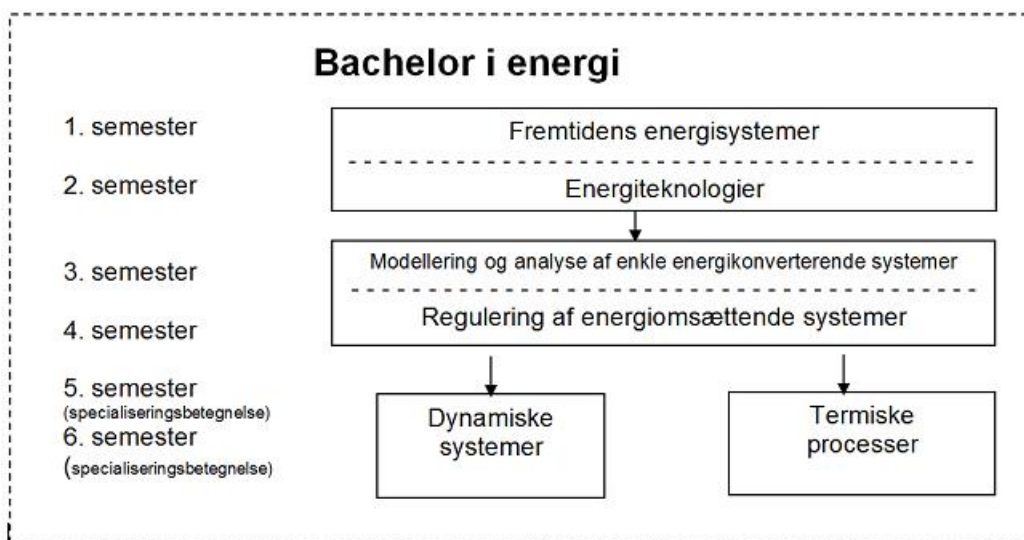 Bachelor i energi
1. semester
Fremtidens energisystemer
2. semester
Energiteknologier
3. semester
Modellering og analyse af enkle energikonverterende systemer
4. semester
Regulering af energiomsættende systemer
5. semester
(specialiseringsbetegnelse)
6. semester
(specialiseringsbetegnelse)
Dynamiske
systemer
Termiske
processer